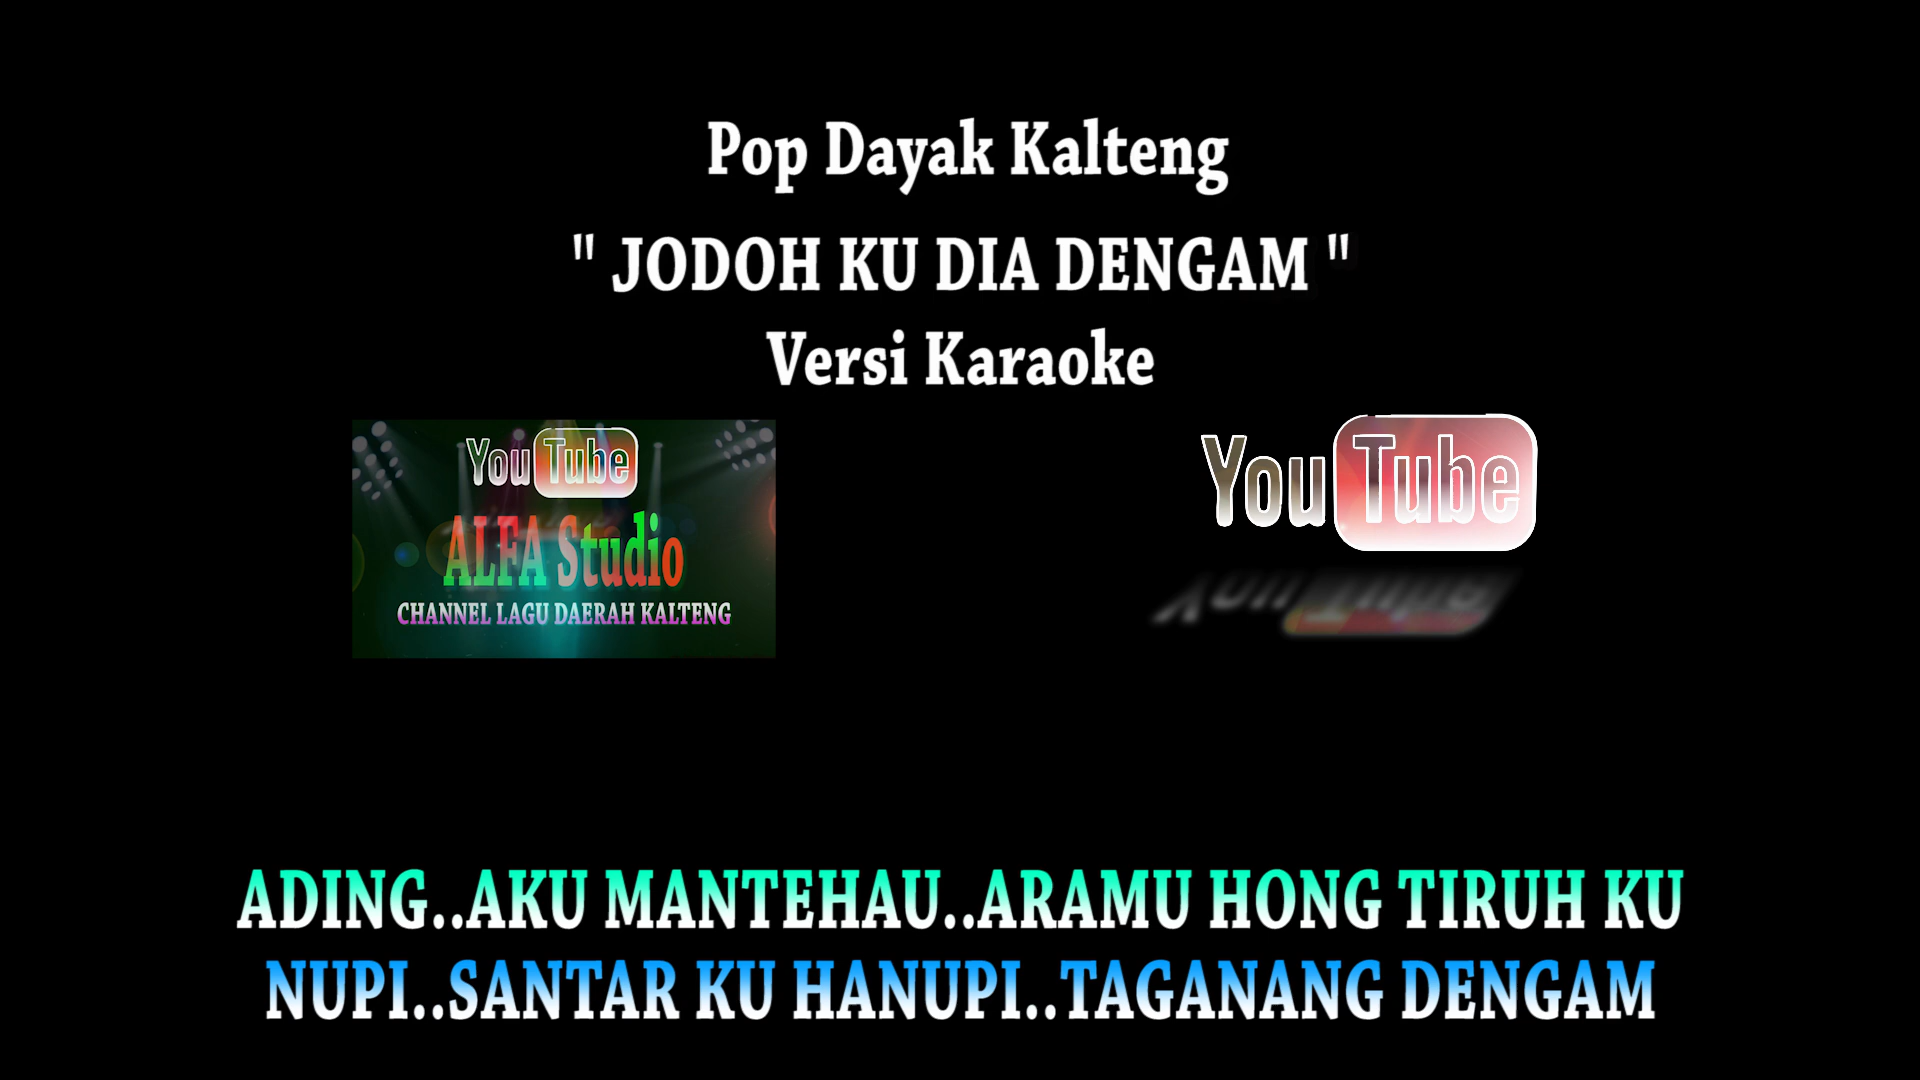 Pop Dayak Kalteng
" JODOH KU DIA DENGAM "
Versi Karaoke
YouTube
ALFA Studio
CHANNEL LAGU DAERAH KALTENG
YouTube
ADING..AKU MANTEHAU..ARAMU HONG TIRUH KU
NUPI..SANTAR KU HANUPI..TAGANANG DENGAM